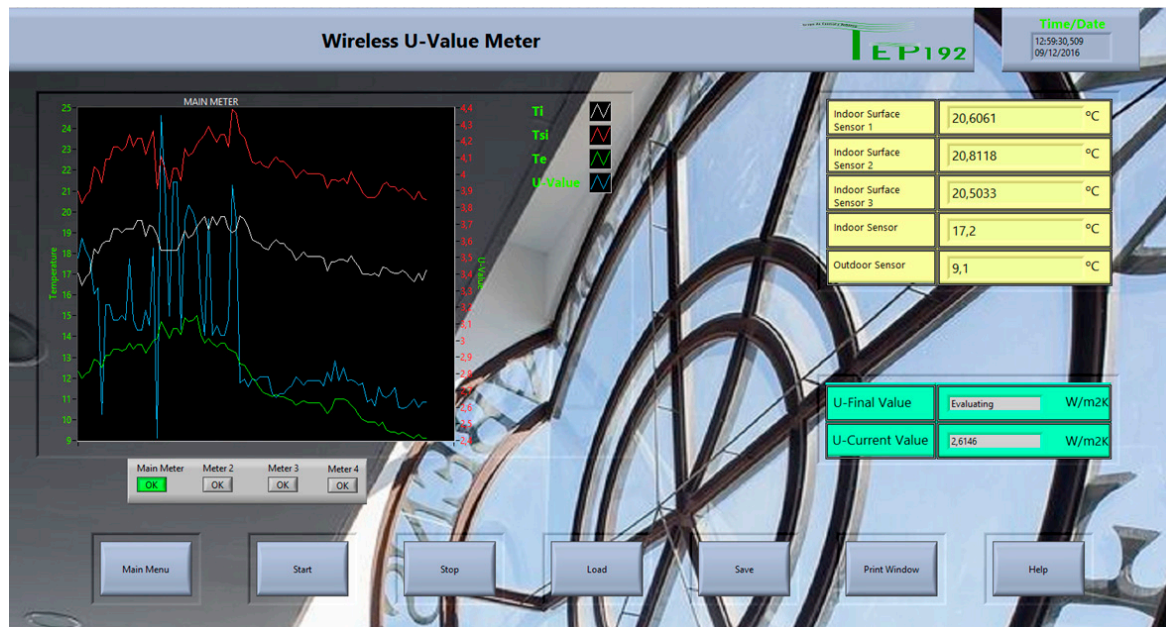 Wireless U-Value Meter
TEP192
Time/Date
12:59:30,509
09/12/2016
MAIN METER
25
24
23
22
21
20
19
18
17
16
15
14
13
12
11
10
9
Temperature
4,4
4,3
4,2
4,1
4
3,9
3,8
3,7
3,6
3,5
3,4
3,3
3,2
3,1
3
2,9
2,8
2,7
2,6
2,5
2,4
U-Value
Ti
Tsi
Te
U-Value
Indoor Surface
Sensor 1
20,6061 ºC
Indoor Surface
Sensor 2
20,8118 ºC
Indoor Surface
Sensor 3
20,5033 ºC
Indoor Sensor
17,2 ºC
Outdoor Sensor
9,1 ºC
U-Final Value Evaluating W/m2K
U-Current Value 2,6146 W/m2K
Main Meter Meter 2 Meter 3 Meter 4
OK OK OK OK
Main Menu Start Stop Load Save Print Window Help